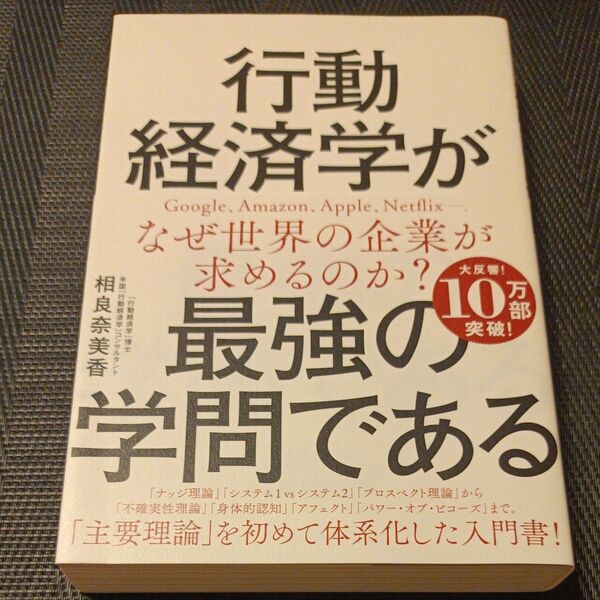 行動
経済学が
Google、Amazon、Apple、Netflix……。
なぜ世界の企業が
求めるのか？
大反響！
10万部
突破！
最強の
学問である
「行動経済学」博士
米国「行動経済学」コンサルタント
相良奈美香
「ナッジ理論」「システム1 vsシステム2」「プロスペクト理論」から
「不確実性理論」「身体的認知」「アフェクト」「パワー・オブ・ビコーズ」まで。
「主要理論」を初めて体系化した入門書！